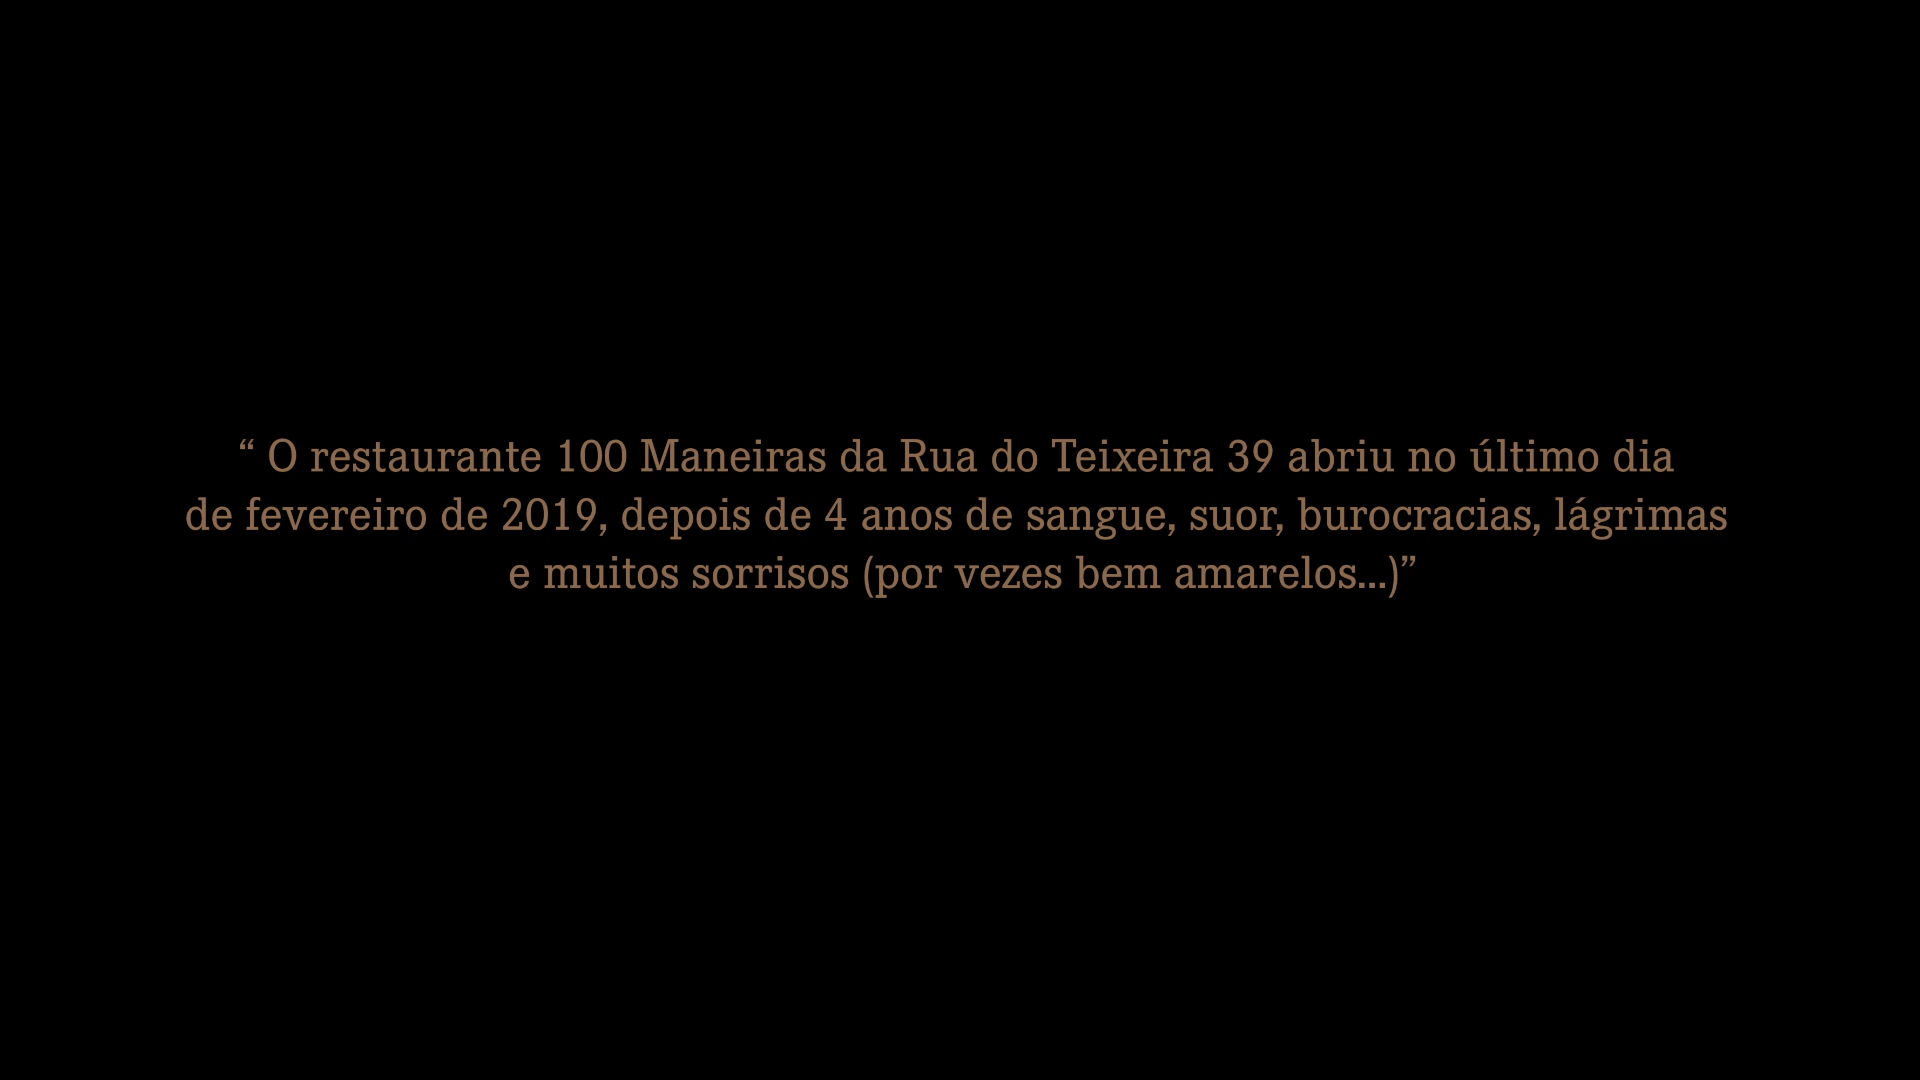 “ O restaurante 100 Maneiras da Rua do Teixeira 39 abriu no último dia
de fevereiro de 2019, depois de 4 anos de sangue, suor, burocracias, lágrimas
e muitos sorrisos (por vezes bem amarelos...)”